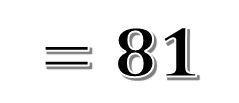 = 81